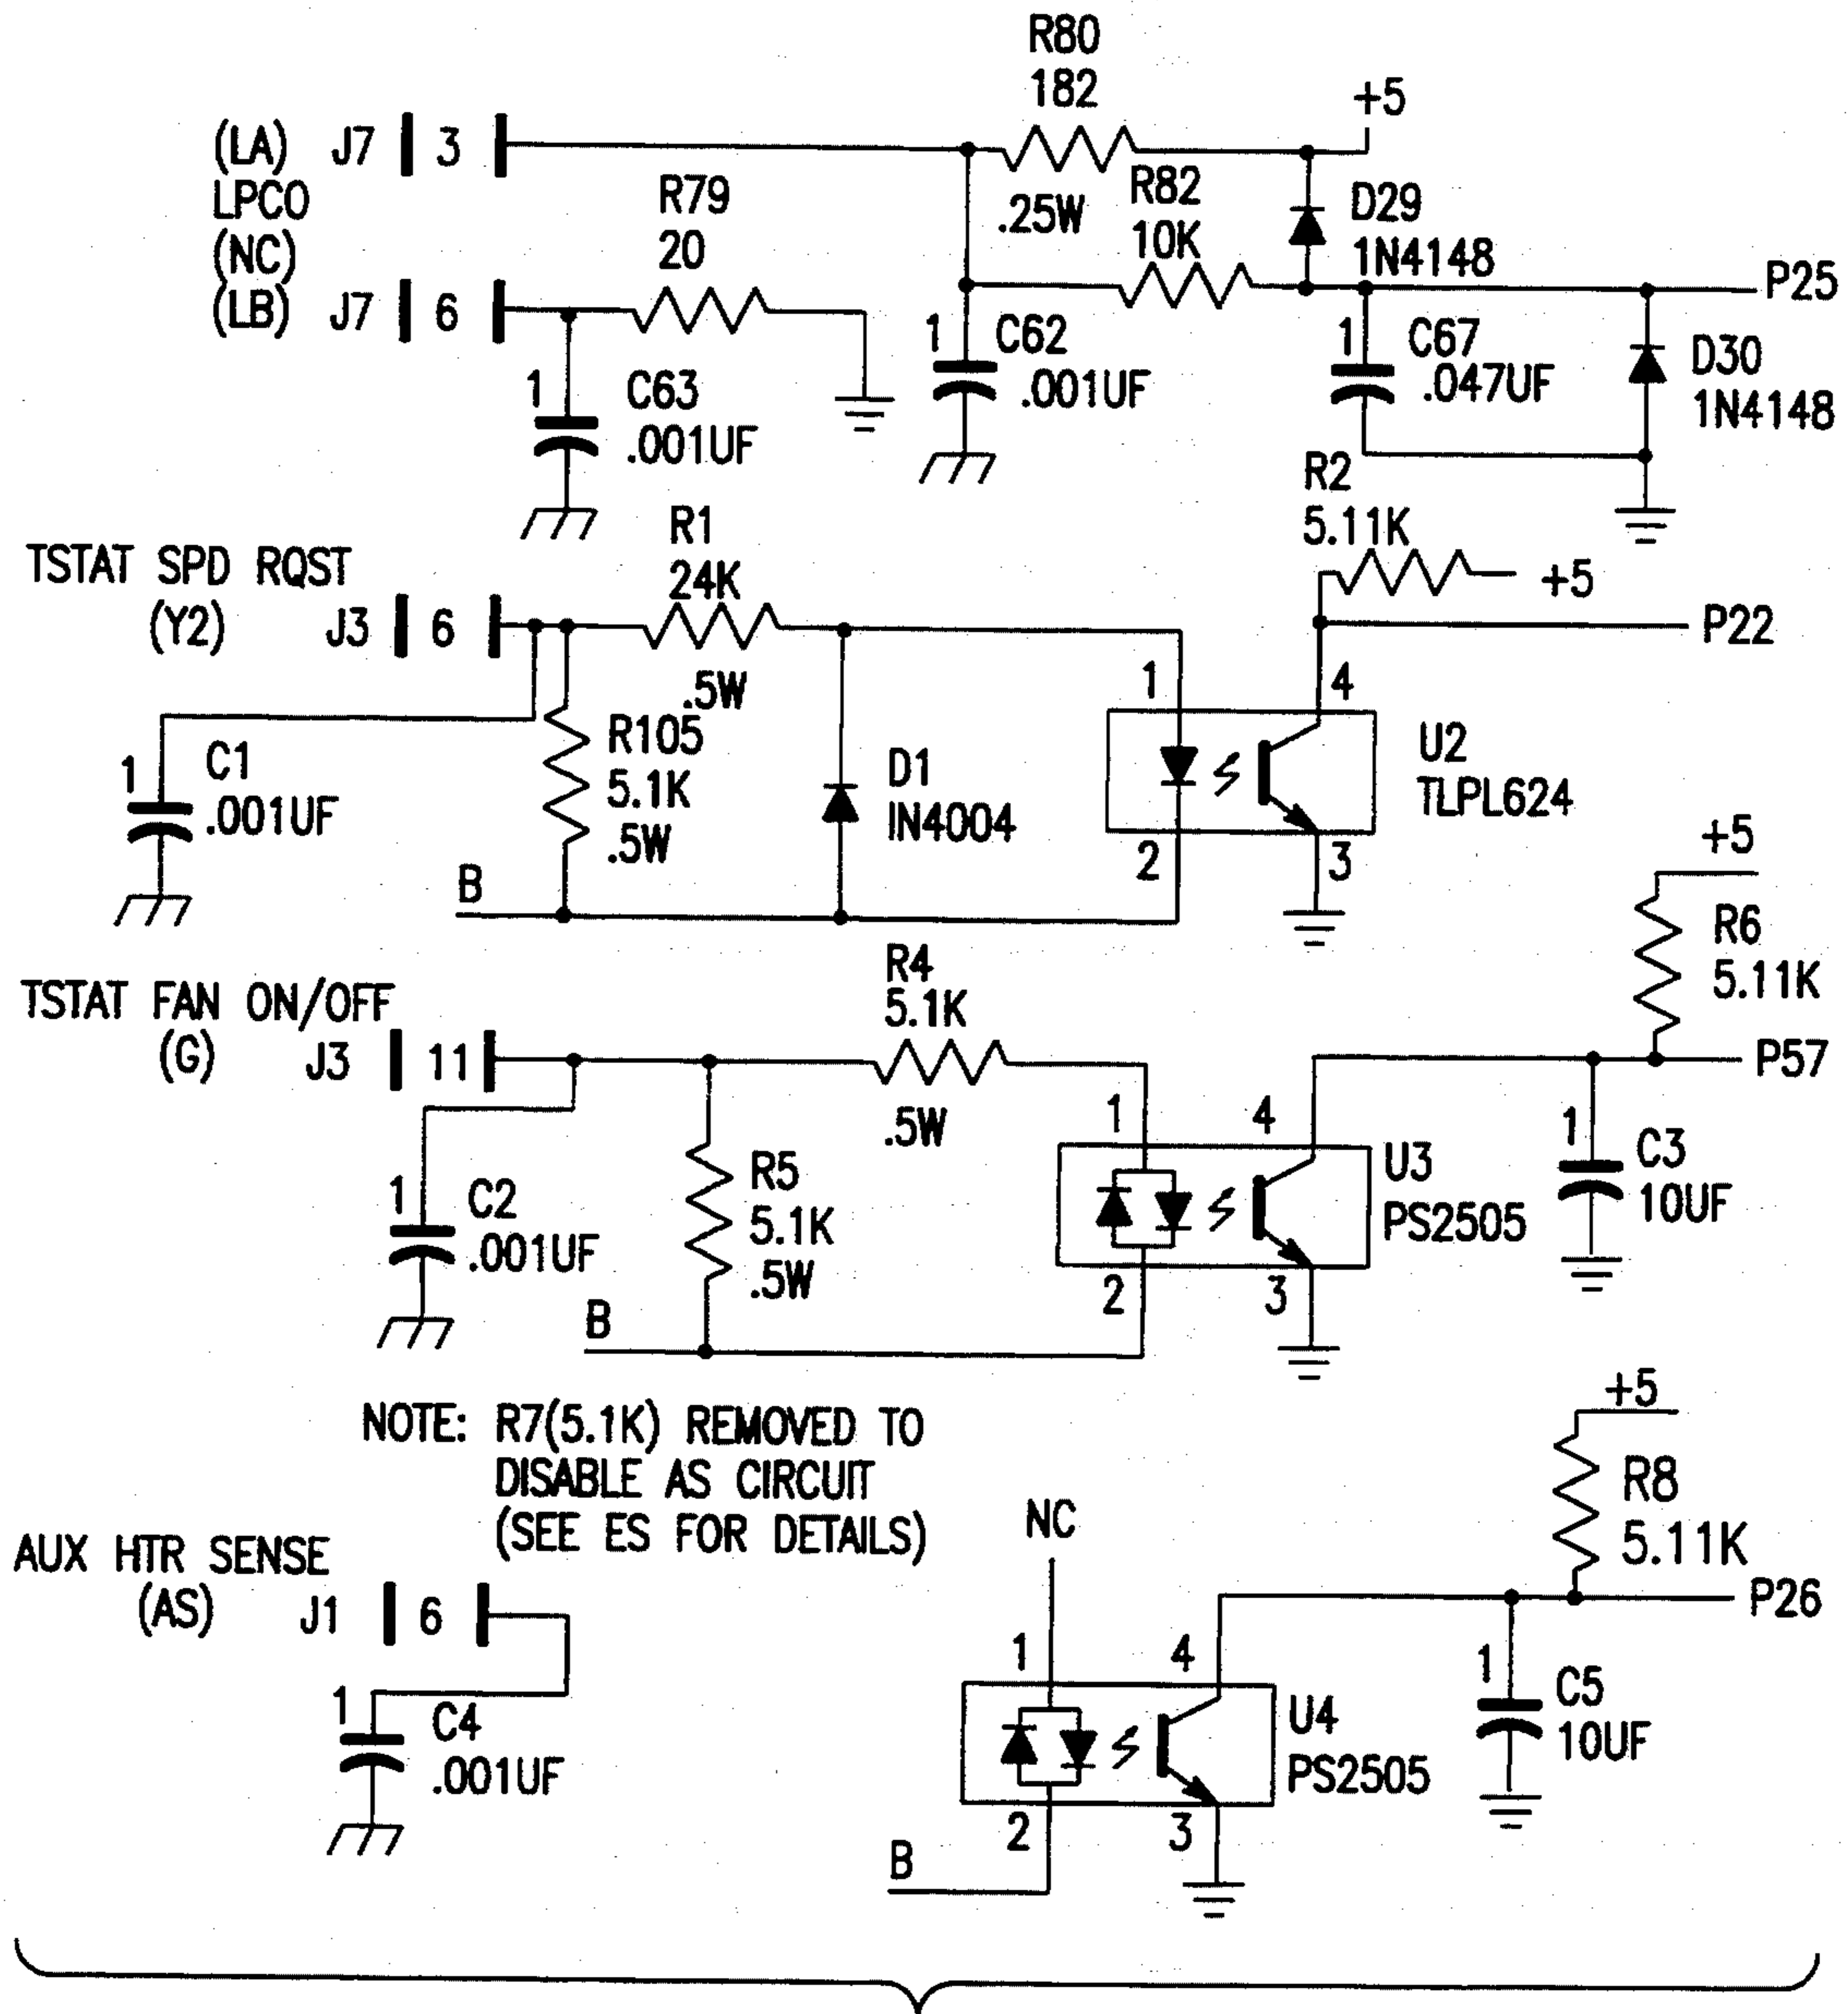 R80
182
+5
(LA) J7 3
LPCO
(NC)
(LB) J7 6
R79
20
.25W
R82
10K
D29
1N4148
P25
1 C62
.001UF
1 C67
.047UF
D30
1N4148
1 C63
.001UF
R2
5.11K
+5
TSTAT SPD RQST
(Y2) J3 6
R1
24K
.5W
P22
1 4
R105
5.1K
.5W
1 C1
.001UF
D1
IN4004
U2
TLPL624
2 3
B
+5
R6
5.11K
TSTAT FAN ON/OFF
(G) J3 11
R4
5.1K
.5W
P57
1 4
R5
5.1K
.5W
1 C2
.001UF
U3
PS2505
1 C3
10UF
2 3
B
NOTE: R7(5.1K) REMOVED TO
DISABLE AS CIRCUIT
(SEE ES FOR DETAILS)
+5
R8
5.11K
NC
AUX HTR SENSE
(AS) J1 6
P26
1 4
1 C4
.001UF
U4
PS2505
1 C5
10UF
2 3
B